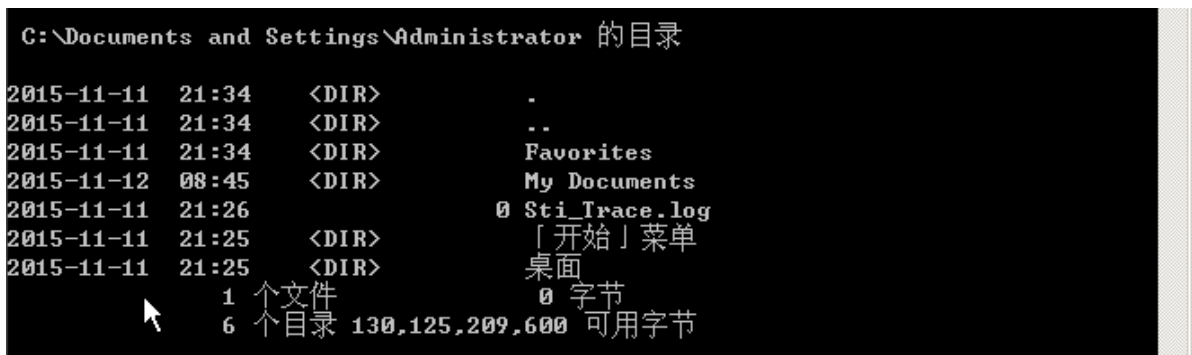 C:\Documents and Settings\Administrator 的目录
2015-11-11 21:34 <DIR> .
2015-11-11 21:34 <DIR> ..
2015-11-11 21:34 <DIR> Favorites
2015-11-12 08:45 <DIR> My Documents
2015-11-11 21:26 0 Sti_Trace.log
2015-11-11 21:25 <DIR> 「开始」菜单
2015-11-11 21:25 <DIR> 桌面
1 个文件 0 字节
6 个目录 130,125,209,600 可用字节